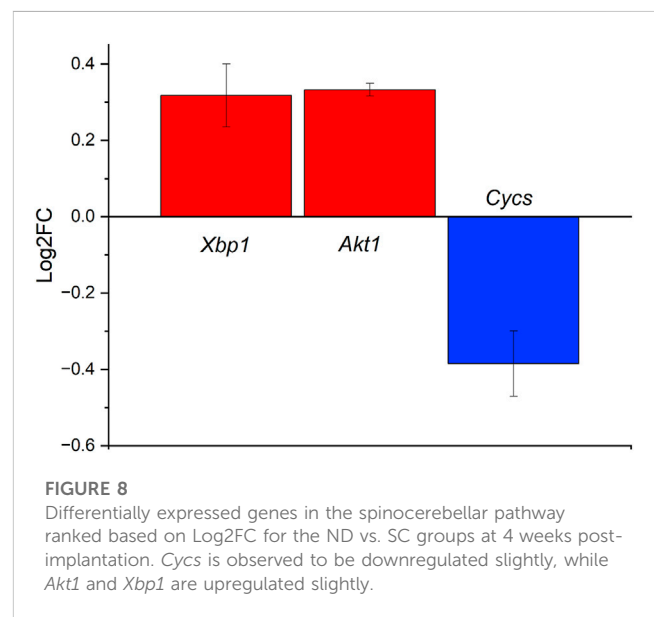 0.4
0.2
Cycs
0.0
Log2FC
Xbp1 Akt1
−0.2
−0.4
−0.6
FIGURE 8
Differentially expressed genes in the spinocerebellar pathway
ranked based on Log2FC for the ND vs. SC groups at 4 weeks post-
implantation. Cycs is observed to be downregulated slightly, while
Akt1 and Xbp1 are upregulated slightly.